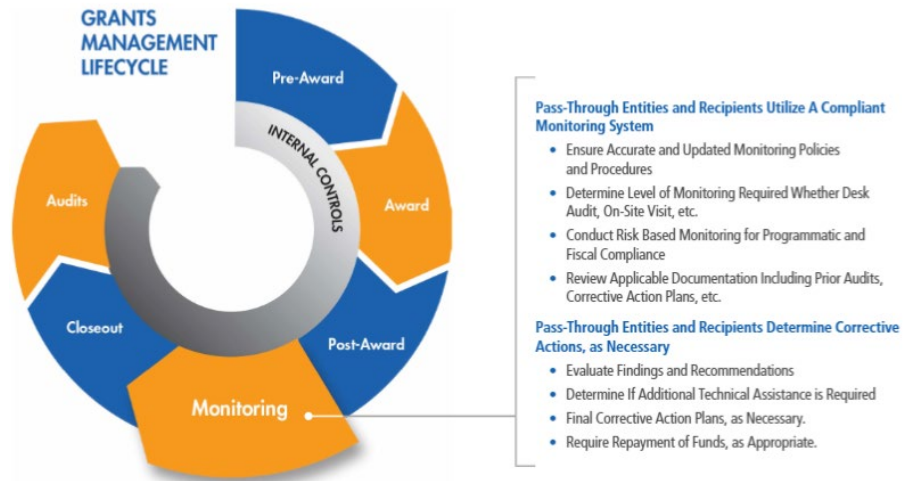 GRANTS
MANAGEMENT
LIFECYCLE
Pre-Award
INTERNAL CONTROLS
Award
Post-Award
Monitoring
Closeout
Audits
Pass-Through Entities and Recipients Utilize A Compliant
Monitoring System
• Ensure Accurate and Updated Monitoring Policies
and Procedures
• Determine Level of Monitoring Required Whether Desk
Audit, On-Site Visit, etc.
• Conduct Risk Based Monitoring for Programmatic and
Fiscal Compliance
• Review Applicable Documentation Including Prior Audits,
Corrective Action Plans, etc.
Pass-Through Entities and Recipients Determine Corrective
Actions, as Necessary
• Evaluate Findings and Recommendations
• Determine If Additional Technical Assistance is Required
• Final Corrective Action Plans, as Necessary.
• Require Repayment of Funds, as Appropriate.